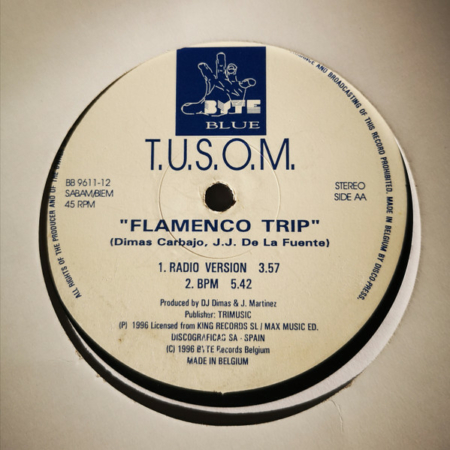 BYTE
BLUE
T.U.S.O.M.
BB 9611-12
SABAM/BIEM
45 RPM
STEREO
SIDE AA
"FLAMENCO TRIP"
(Dimas Carbajo, J.J. De La Fuente)
1. RADIO VERSION 3.57
2. BPM 5.42
Produced by DJ Dimas & J. Martinez
Publisher: TRIMUSIC
(P) 1996 Licensed from KING RECORDS SL / MAX MUSIC ED.
DISCOGRAFICAS SA - SPAIN
(C) 1996 BYTE Records Belgium
MADE IN BELGIUM
ALL RIGHTS OF THE PRODUCER AND OF THE
AND BROADCASTING OF THIS RECORD PROHIBITED. MADE IN BELGIUM BY DISCO-PRESS.